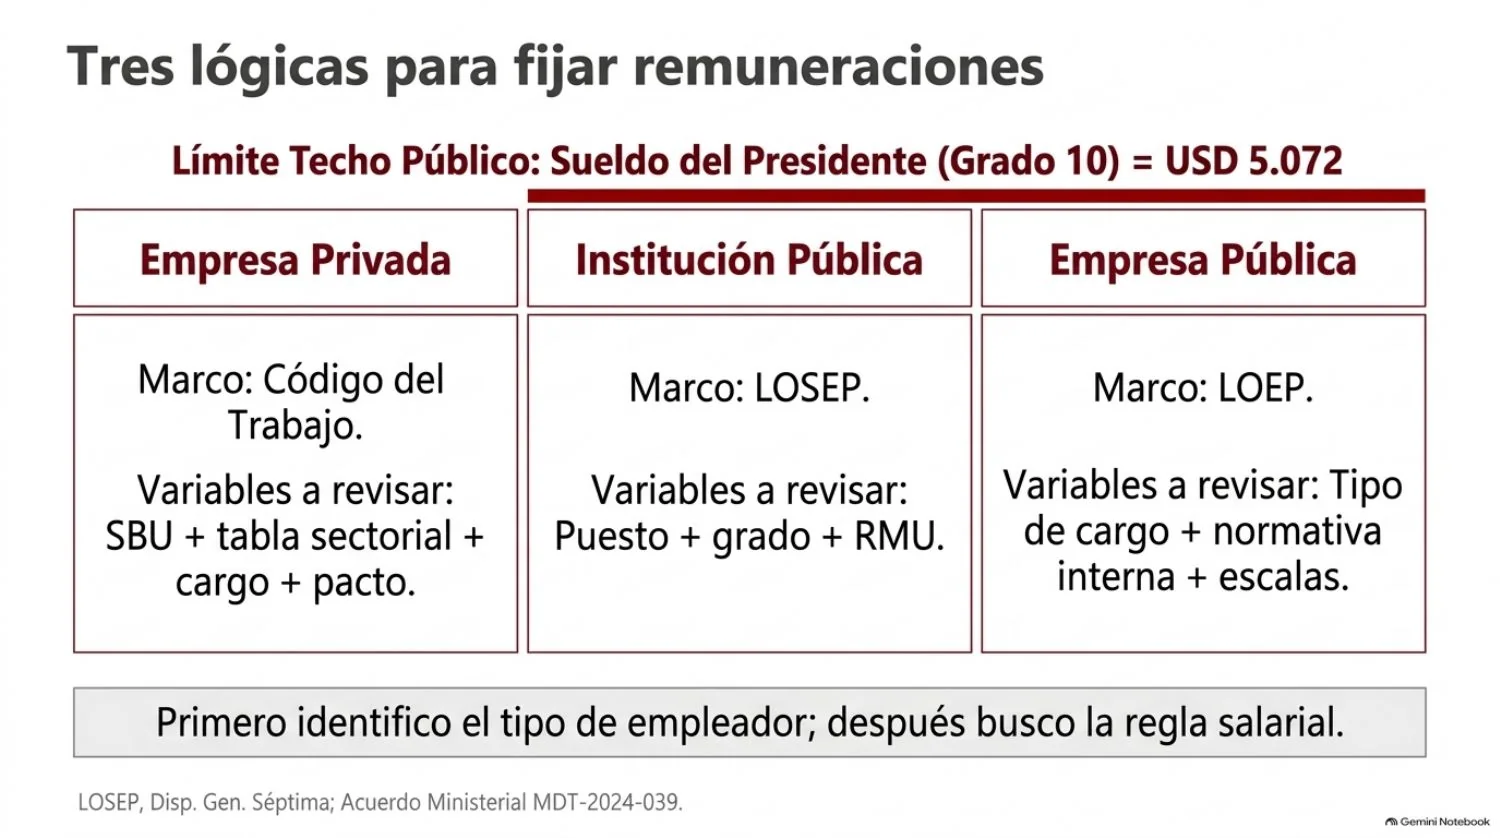 Tres lógicas para fijar remuneraciones
Límite Techo Público: Sueldo del Presidente (Grado 10) = USD 5.072
Empresa Privada
Marco: Código del
Trabajo.
Variables a revisar:
SBU + tabla sectorial +
cargo + pacto.
Institución Pública
Marco: LOSEP.
Variables a revisar:
Puesto + grado + RMU.
Empresa Pública
Marco: LOEP.
Variables a revisar: Tipo
de cargo + normativa
interna + escalas.
Primero identifico el tipo de empleador; después busco la regla salarial.
LOSEP, Disp. Gen. Séptima; Acuerdo Ministerial MDT-2024-039.
Gemini Notebook